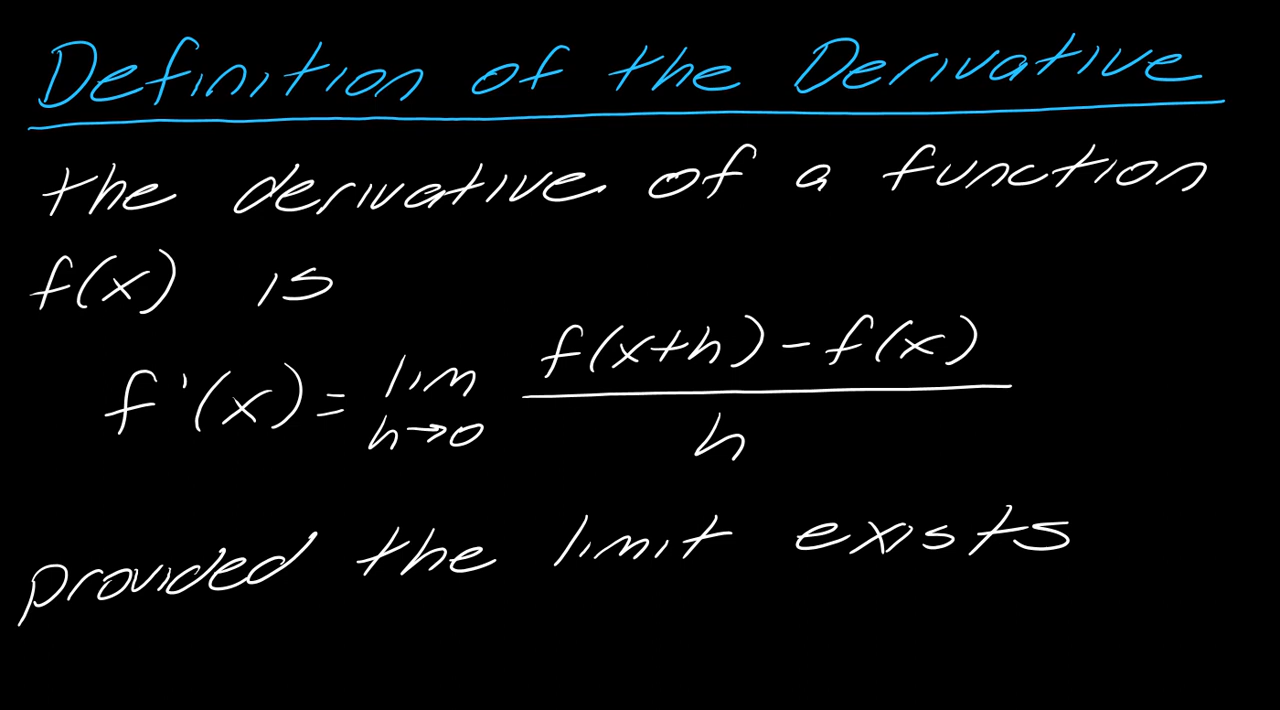 Definition of the Derivative
the derivative of a function
f(x) is
f'(x) = lim h→0 f(x+h) - f(x) / h
provided the limit exists